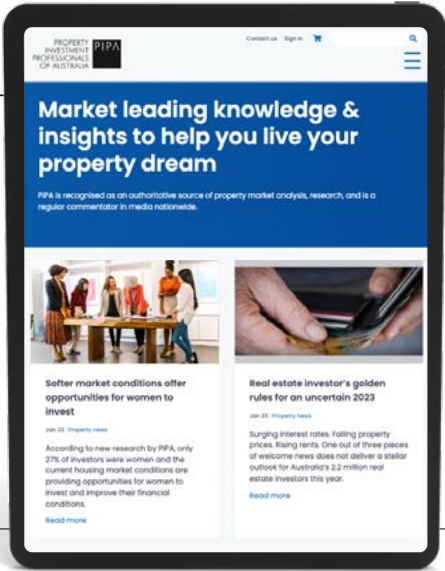 PROPERTY
INVESTMENT
PROFESSIONALS
OF AUSTRALIA
PIPA
Contact us Sign in
Market leading knowledge &
insights to help you live your
property dream
PIPA is recognised as an authoritative source of property market analysis, research, and is a
regular commentator in media nationwide.
Softer market conditions offer
opportunities for women to
invest
Jan 23 | Property news
According to new research by PIPA, only
27% of investors were women and the
current housing market conditions are
providing opportunities for women to
invest and improve their financial
conditions.
Read more
Real estate investor's golden
rules for an uncertain 2023
Jan 23 | Property news
Surging interest rates. Falling property
prices. Rising rents. One out of three pieces
of welcome news does not deliver a stellar
outlook for Australia's 2.2 million real
estate investors this year.
Read more